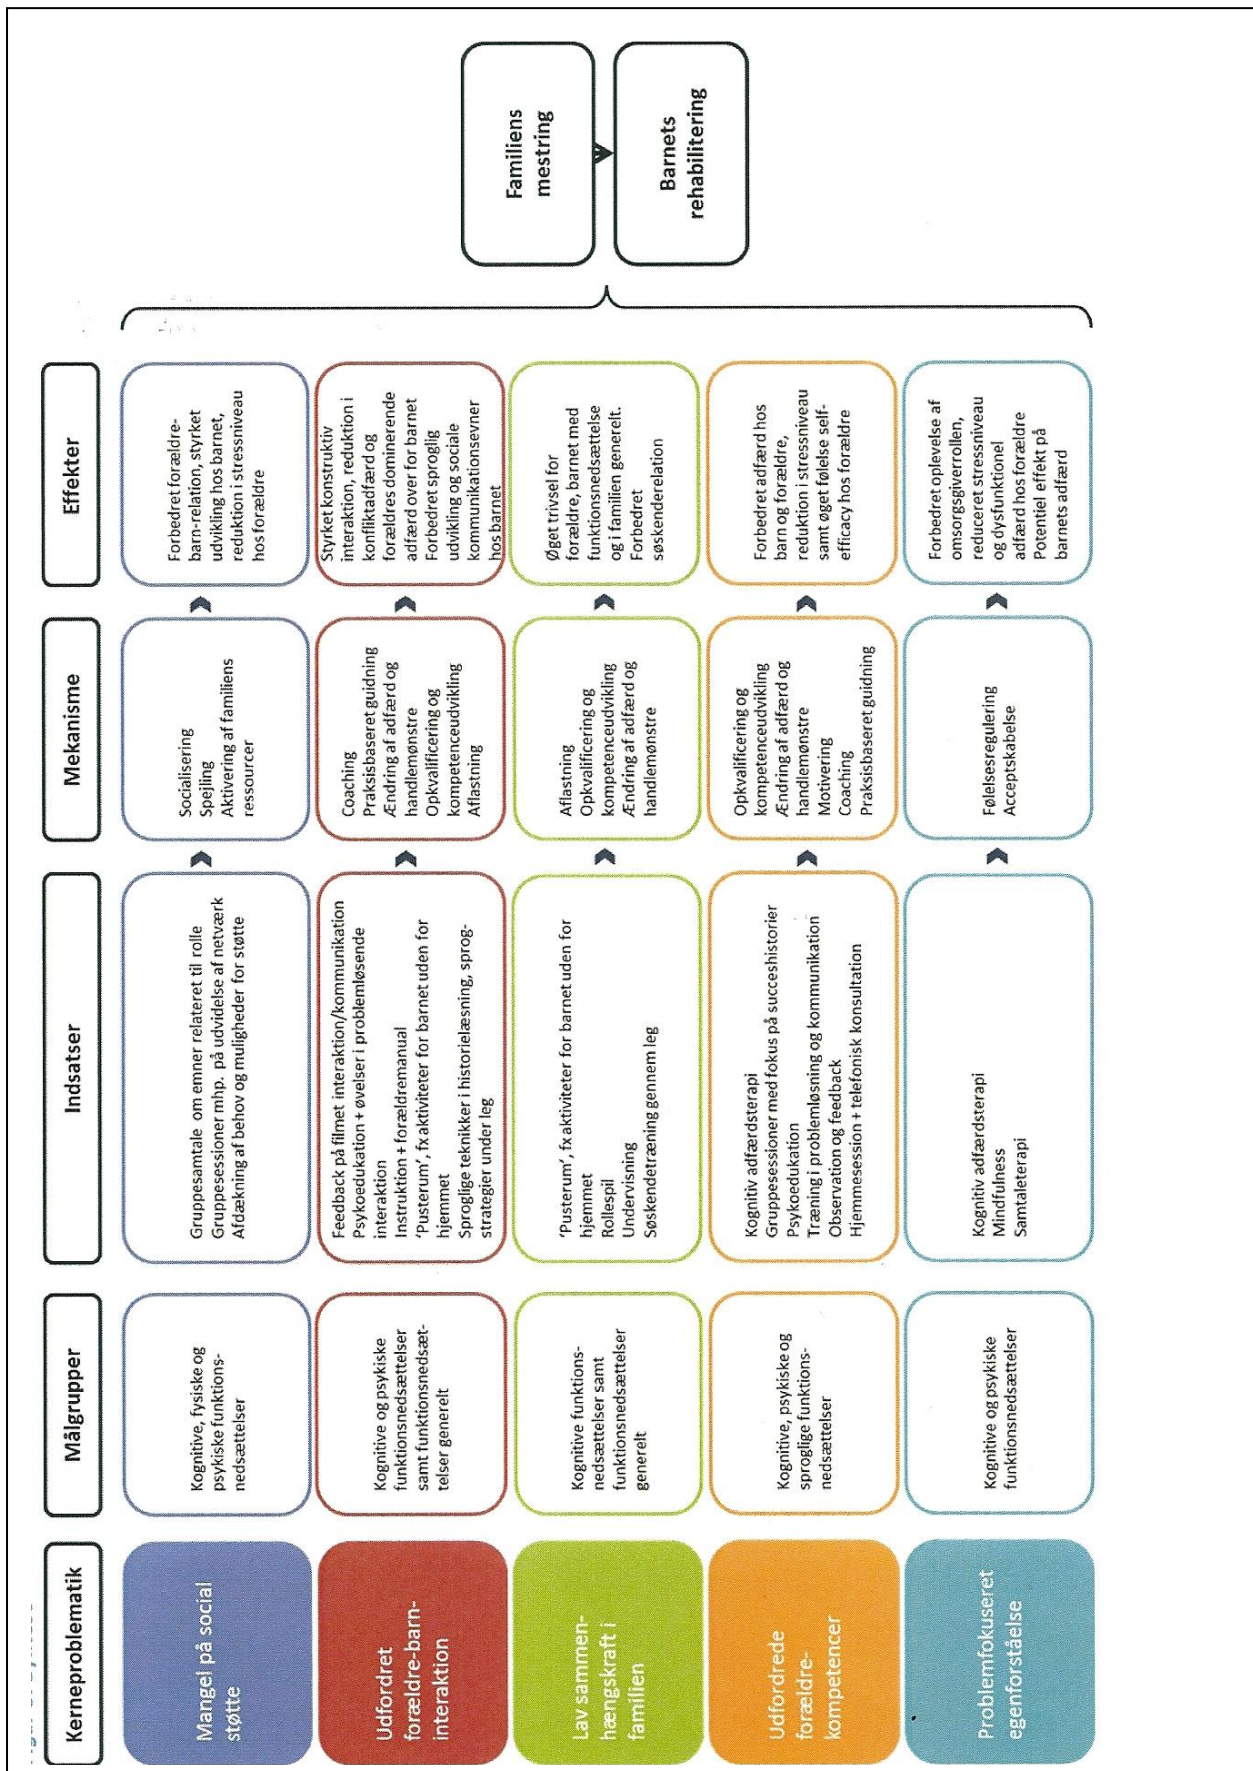 Kerneproblematik
Målgrupper
Indsatser
Mekanisme
Effekter
Mangel på social
støtte
Kognitive, fysiske og
psykiske funktions-
nedsættelser
Gruppesamtale om emner relateret til rolle
Gruppesessioner mhp. på udvidelse af netværk
Afdækning af behov og muligheder for støtte
Socialisering
Spejling
Aktivering af familiens
ressourcer
Forbedret forældre-
barn-relation, styrket
udvikling hos barnet,
reduktion i stressniveau
hos forældre
Udfordret
forældre-barn-
interaktion
Kognitive og psykiske
funktionsnedsættelser
samt funktionsnedsæt-
telser generelt
Feedback på filmet interaktion/kommunikation
Psykoedukation + øvelser i problemløsende
interaktion
Instruktion + forældremanual
'Pusterum', fx aktiviteter for barnet uden for
hjemmet
Sproglige teknikker i historielæsning, sprog-
strategier under leg
Coaching
Praksisbaseret guidning
Ændring af adfærd og
handlemønstre
Opkvalificering og
kompetenceudvikling
Aflastning
Styrket konstruktiv
interaktion, reduktion i
konfliktadfærd og
forældres dominerende
adfærd over for barnet
Forbedret sproglig
udvikling og sociale
kommunikationsevner
hos barnet
Lav sammen-
hængskraft i
familien
Kognitive funktions-
nedsættelser samt
funktionsnedsættelser
generelt
'Pusterum', fx aktiviteter for barnet uden for
hjemmet
Rollespil
Undervisning
Søskendetræning gennem leg
Aflastning
Opkvalificering og
kompetenceudvikling
Ændring af adfærd og
handlemønstre
Øget trivsel for
forældre, barnet med
funktionsnedsættelse
og i familien generelt.
Forbedret
søskenderelation
Udfordrede
forældre-
kompetencer
Kognitive, psykiske og
sproglige funktions-
nedsættelser
Kognitiv adfærdsterapi
Gruppesessioner med fokus på succeshistorier
Psykoedukation
Træning i problemløsning og kommunikation
Observation og feedback
Hjemmesession + telefonisk konsultation
Opkvalificering og
kompetenceudvikling
Ændring af adfærd og
handlemønstre
Motivering
Coaching
Praksisbaseret guidning
Forbedret adfærd hos
barn og forældre,
reduktion i stressniveau
samt øget følelse self-
efficacy hos forældre
Problemfokuseret
egenforståelse
Kognitive og psykiske
funktionsnedsættelser
Kognitiv adfærdsterapi
Mindfulness
Samtaleterapi
Følelsesregulering
Acceptskabelse
Forbedret oplevelse af
omsorgsgiverrollen,
reduceret stressniveau
og dysfunktionel
adfærd hos forældre
Potentiel effekt på
barnets adfærd
Familiens
mestring
Barnets
rehabilitering